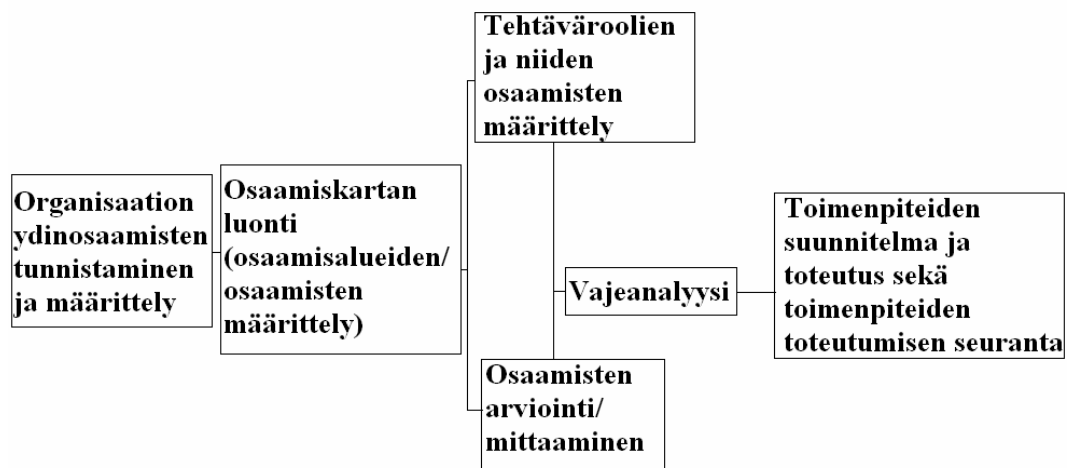 Organisaation
ydinosaamisten
tunnistaminen
ja määrittely
Osaamiskartan
luonti
(osaamisalueiden/
osaamisten
määrittely)
Tehtäväroolien
ja niiden
osaamisten
määrittely
Osaamisten
arviointi/
mittaaminen
Vajeanalyysi
Toimenpiteiden
suunnitelma ja
toteutus sekä
toimenpiteiden
toteutumisen seuranta